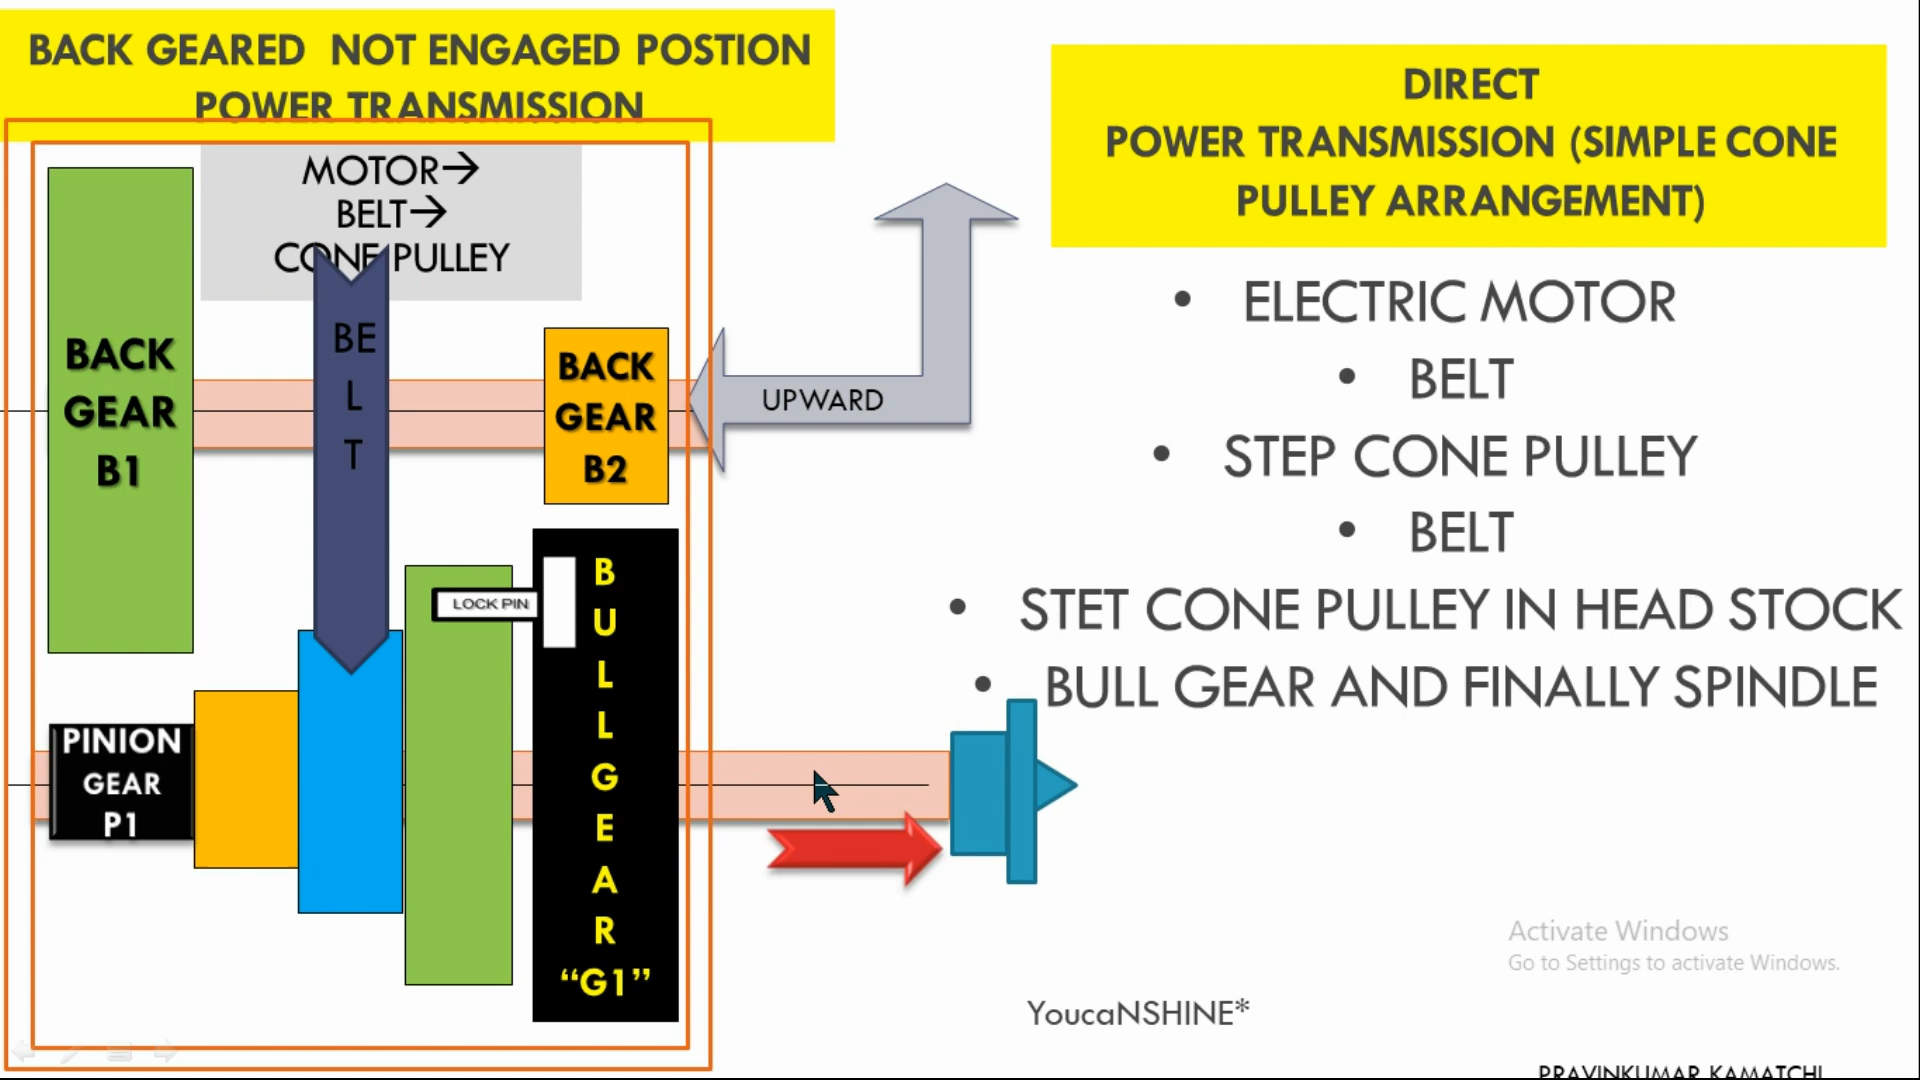 BACK GEARED NOT ENGAGED POSTION
POWER TRANSMISSION
MOTOR→
BELT→
CONE PULLEY
BACK
GEAR
B1
BE
L
T
BACK
GEAR
B2
UPWARD
LOCK PIN
B
U
L
L
G
E
A
R
“G1”
PINION
GEAR
P1
DIRECT
POWER TRANSMISSION (SIMPLE CONE
PULLEY ARRANGEMENT)
• ELECTRIC MOTOR
• BELT
• STEP CONE PULLEY
• BELT
• STET CONE PULLEY IN HEAD STOCK
• BULL GEAR AND FINALLY SPINDLE
Activate Windows
Go to Settings to activate Windows.
YoucaNSHINE*
PRAVINKUMAR KAMATCHI